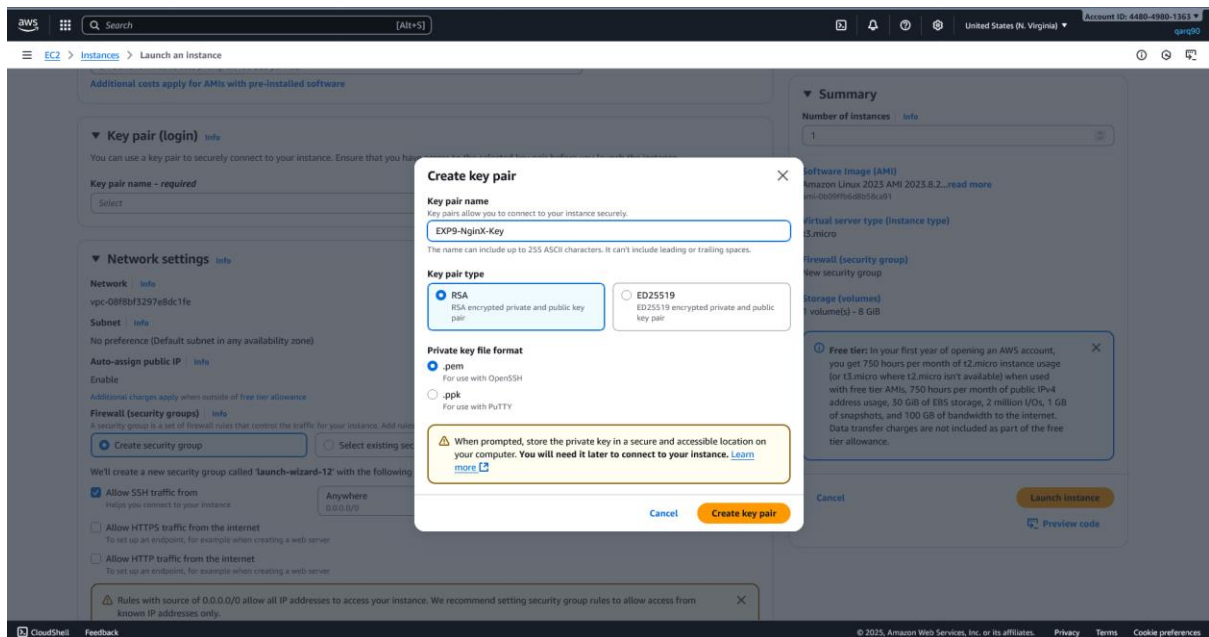 aws
Search
[Alt+S]
United States (N. Virginia)
Account ID: 4480-4980-1363
qarq90
EC2 > Instances > Launch an instance
Additional costs apply for AMIs with pre-installed software
Key pair (login) Info
You can use a key pair to securely connect to your instance. Ensure that you have
Key pair name - required
Select
Network settings Info
Network Info
vpc-08f8bf3297e8dc1fe
Subnet Info
No preference (Default subnet in any availability zone)
Auto-assign public IP Info
Enable
Additional charges apply when outside of free tier allowance
Firewall (security groups) Info
A security group is a set of firewall rules that control the traffic for your instance. Add rules
Create security group
Select existing sec
We'll create a new security group called 'launch-wizard-12' with the following
Allow SSH traffic from
Helps you connect to your instance
Anywhere
0.0.0.0/0
Allow HTTPS traffic from the internet
To set up an endpoint, for example when creating a web server
Allow HTTP traffic from the internet
To set up an endpoint, for example when creating a web server
Rules with source of 0.0.0.0/0 allow all IP addresses to access your instance. We recommend setting security group rules to allow access from
known IP addresses only.
Create key pair
Key pair name
Key pairs allow you to connect to your instance securely.
EXP9-NginX-Key
The name can include up to 255 ASCII characters. It can't include leading or trailing spaces.
Key pair type
RSA
RSA encrypted private and public key
pair
ED25519
ED25519 encrypted private and public
key pair
Private key file format
.pem
For use with OpenSSH
.ppk
For use with PuTTY
When prompted, store the private key in a secure and accessible location on
your computer. You will need it later to connect to your instance. Learn
more
Cancel
Create key pair
Summary
Number of instances Info
1
Software Image (AMI)
Amazon Linux 2023 AMI 2023.8.2...read more
Virtual server type (instance type)
t3.micro
Firewall (security group)
New security group
Storage (volumes)
1 volume(s) - 8 GiB
Free tier: In your first year of opening an AWS account,
you get 750 hours per month of t2.micro instance usage
(or t3.micro where t2.micro isn't available) when used
with free tier AMIs, 750 hours per month of public IPv4
address usage, 30 GiB of EBS storage, 2 million I/Os, 1 GB
of snapshots, and 100 GB of bandwidth to the internet.
Data transfer charges are not included as part of the free
tier allowance.
Cancel
Launch instance
Preview code
CloudShell
Feedback
© 2025, Amazon Web Services, Inc. or its affiliates.
Privacy
Terms
Cookie preferences